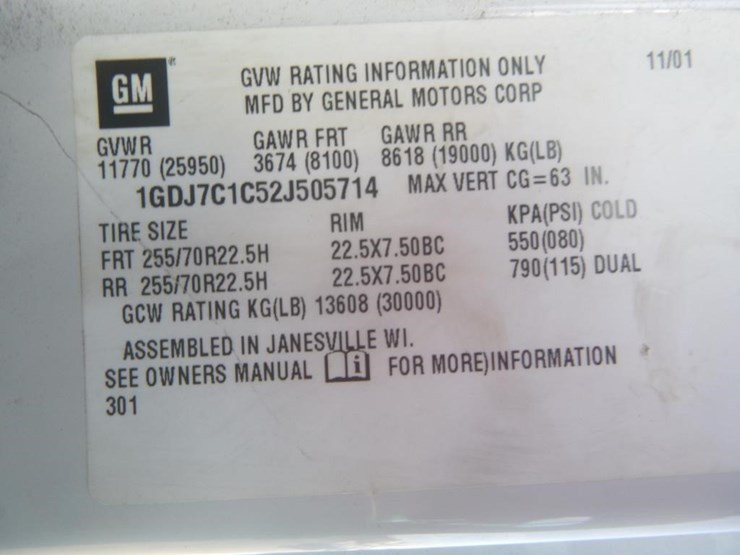 GM
GVW RATING INFORMATION ONLY 11/01
MFD BY GENERAL MOTORS CORP
GVWR GAWR FRT GAWR RR
11770 (25950) 3674 (8100) 8618 (19000) KG(LB)
1GDJ7C1C52J505714 MAX VERT CG=63 IN.
TIRE SIZE RIM KPA(PSI) COLD
FRT 255/70R22.5H 22.5X7.50BC 550(080)
RR 255/70R22.5H 22.5X7.50BC 790(115) DUAL
GCW RATING KG(LB) 13608 (30000)
ASSEMBLED IN JANESVILLE WI.
SEE OWNERS MANUAL i FOR MORE)INFORMATION
301